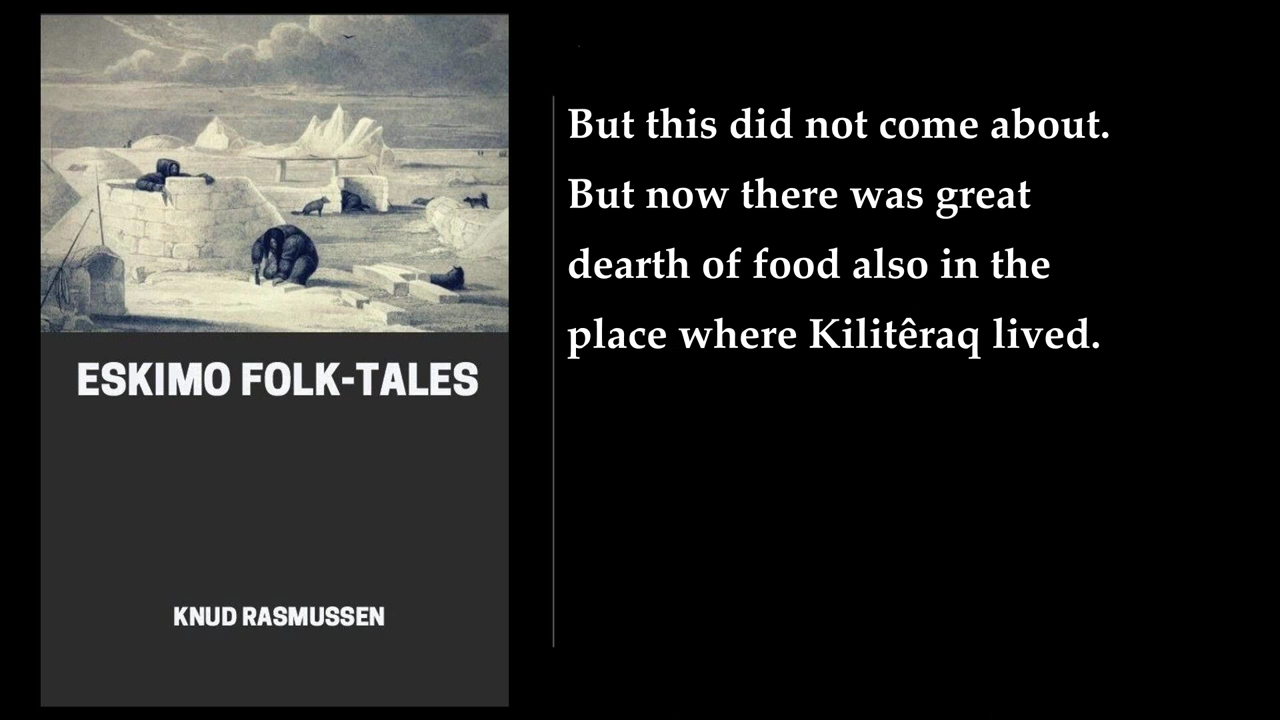 ESKIMO FOLK-TALES
KNUD RASMUSSEN
But this did not come about.
But now there was great
dearth of food also in the
place where Kilitêraq lived.